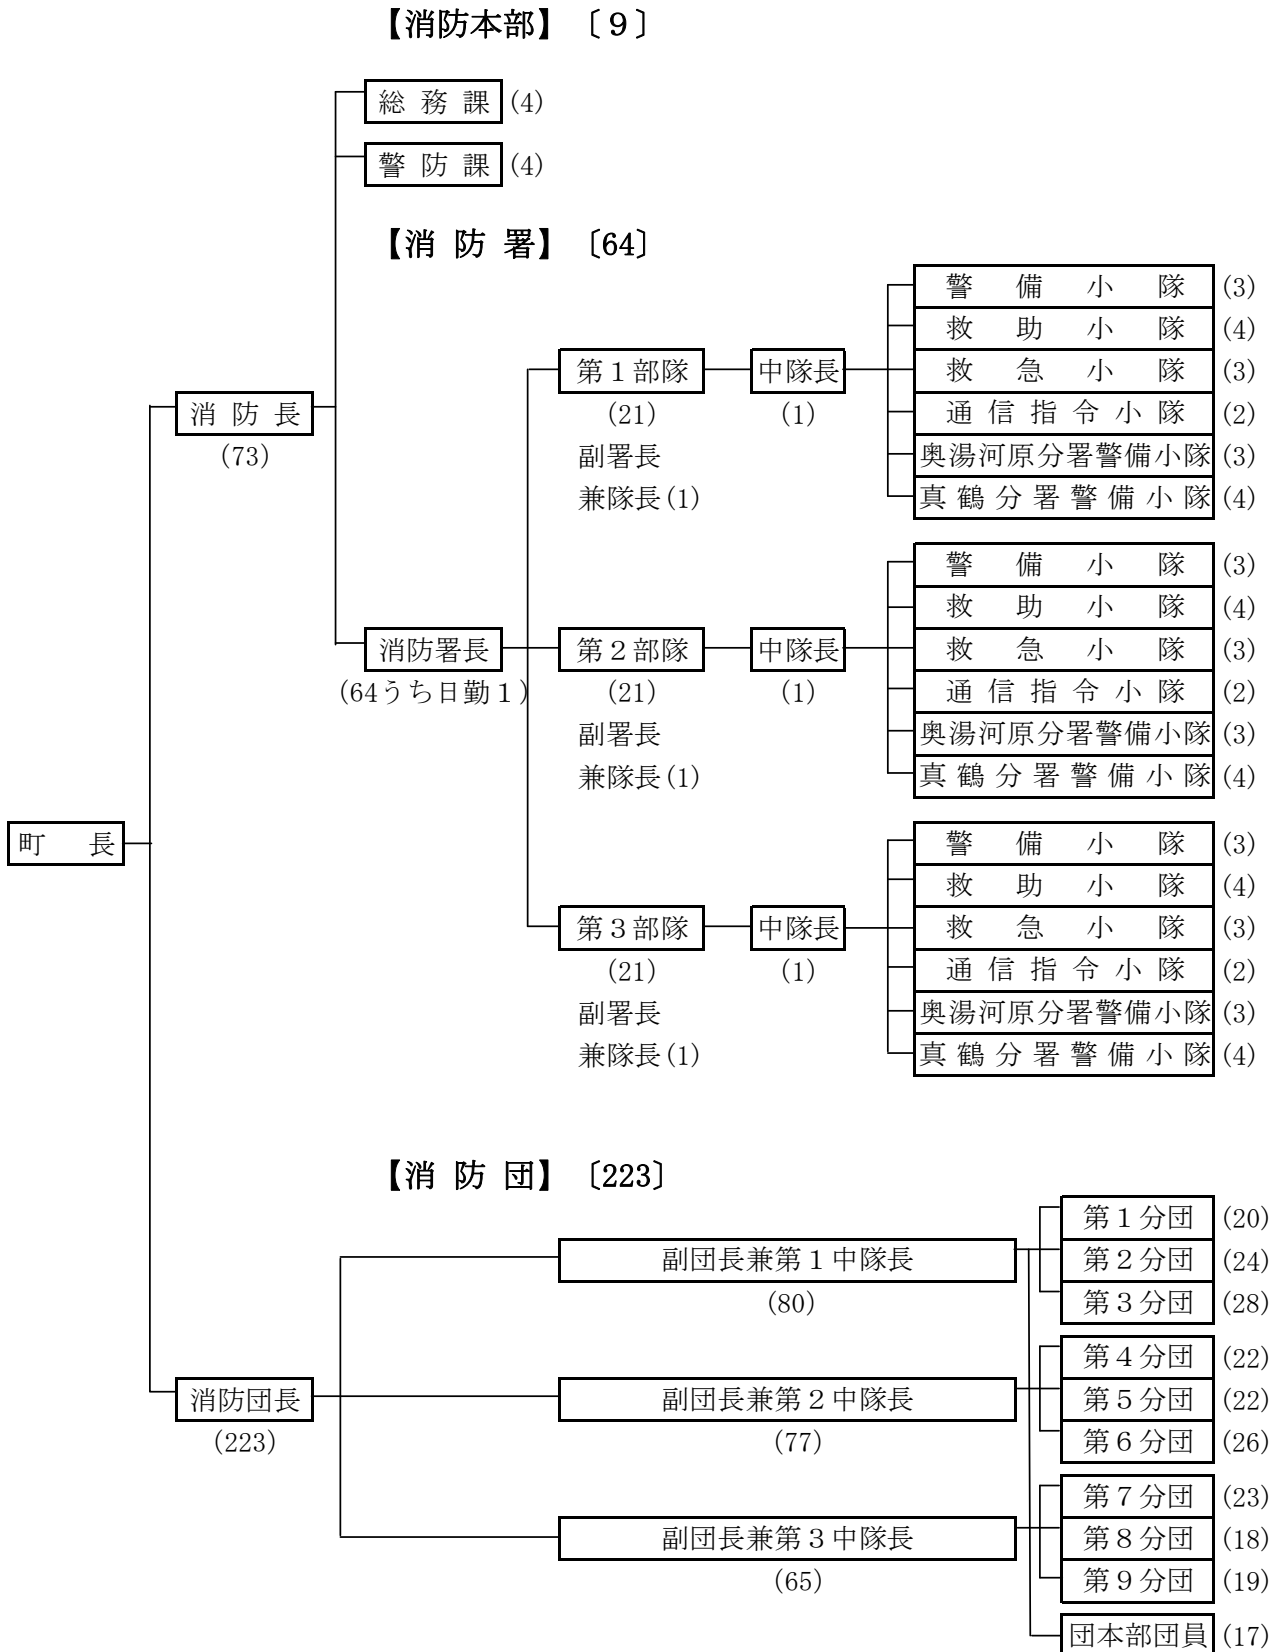 【消防本部】〔９〕
総務課 (4)
警防課 (4)
【消防署】〔64〕
警備小隊 (3)
救助小隊 (4)
第１部隊 中隊長 救急小隊 (3)
消防長 (21) (1) 通信指令小隊 (2)
(73) 副署長 奥湯河原分署警備小隊 (3)
兼隊長(1) 真鶴分署警備小隊 (4)
警備小隊 (3)
救助小隊 (4)
消防署長 第２部隊 中隊長 救急小隊 (3)
(64うち日勤１) (21) (1) 通信指令小隊 (2)
副署長 奥湯河原分署警備小隊 (3)
兼隊長(1) 真鶴分署警備小隊 (4)
町長 警備小隊 (3)
救助小隊 (4)
第３部隊 中隊長 救急小隊 (3)
(21) (1) 通信指令小隊 (2)
副署長 奥湯河原分署警備小隊 (3)
兼隊長(1) 真鶴分署警備小隊 (4)
【消防団】〔223〕
第１分団 (20)
副団長兼第１中隊長 第２分団 (24)
(80) 第３分団 (28)
第４分団 (22)
消防団長 副団長兼第２中隊長 第５分団 (22)
(223) (77) 第６分団 (26)
第７分団 (23)
副団長兼第３中隊長 第８分団 (18)
(65) 第９分団 (19)
団本部団員 (17)